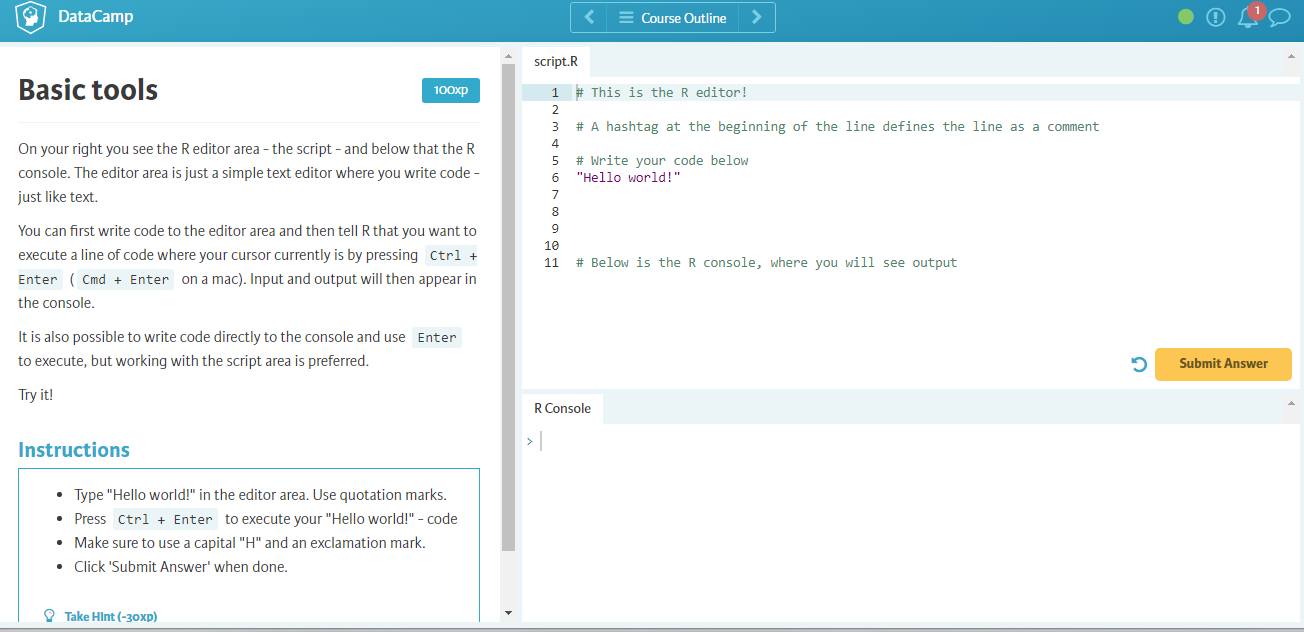 DataCamp
Course Outline
1
Basic tools
100xp
On your right you see the R editor area - the script - and below that the R
console. The editor area is just a simple text editor where you write code -
just like text.
You can first write code to the editor area and then tell R that you want to
execute a line of code where your cursor currently is by pressing Ctrl +
Enter ( Cmd + Enter on a mac). Input and output will then appear in
the console.
It is also possible to write code directly to the console and use Enter
to execute, but working with the script area is preferred.
Try it!
Instructions
• Type "Hello world!" in the editor area. Use quotation marks.
• Press Ctrl + Enter to execute your "Hello world!" - code
• Make sure to use a capital "H" and an exclamation mark.
• Click 'Submit Answer' when done.
Take Hint (-30xp)
script.R
1 # This is the R editor!
2
3 # A hashtag at the beginning of the line defines the line as a comment
4
5 # Write your code below
6 "Hello world!"
7
8
9
10
11 # Below is the R console, where you will see output
Submit Answer
R Console
>